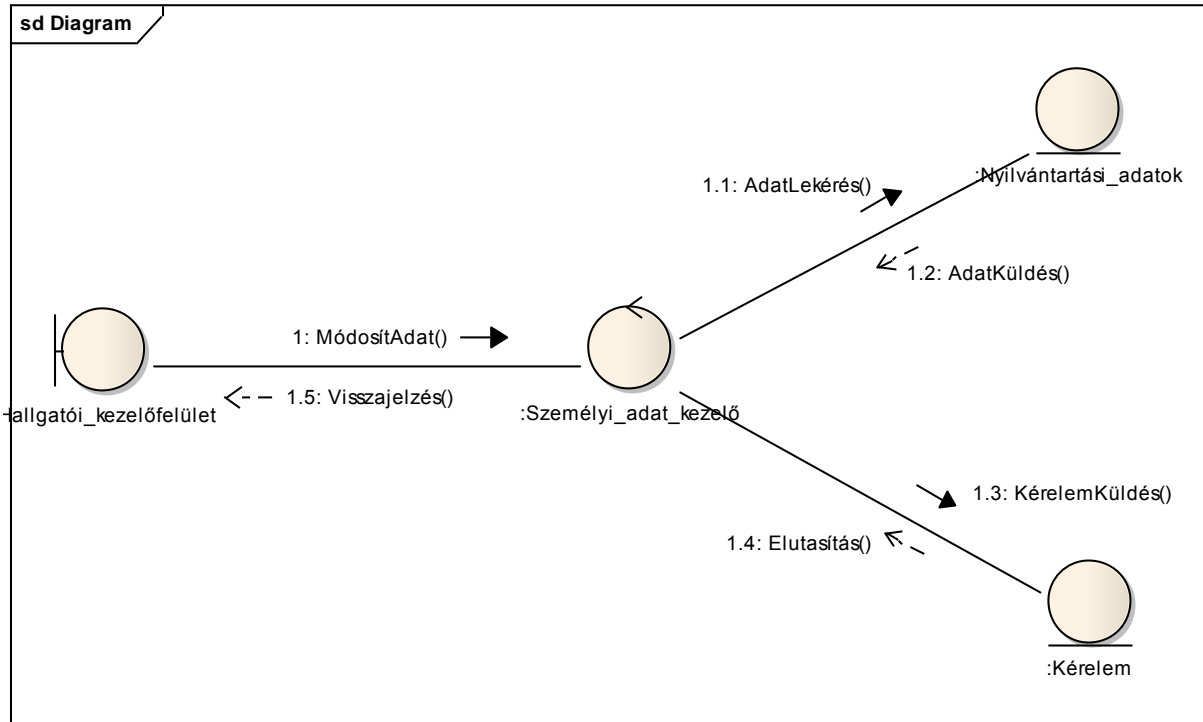 sd Diagram
:Nyilvántartási_adatok
1.1: AdatLekérés()
1.2: AdatKüldés()
1: MódosítAdat()
1.5: Visszajelzés()
Hallgatói_kezelőfelület
:Személyi_adat_kezelő
1.3: KérelemKüldés()
1.4: Elutasítás()
:Kérelem